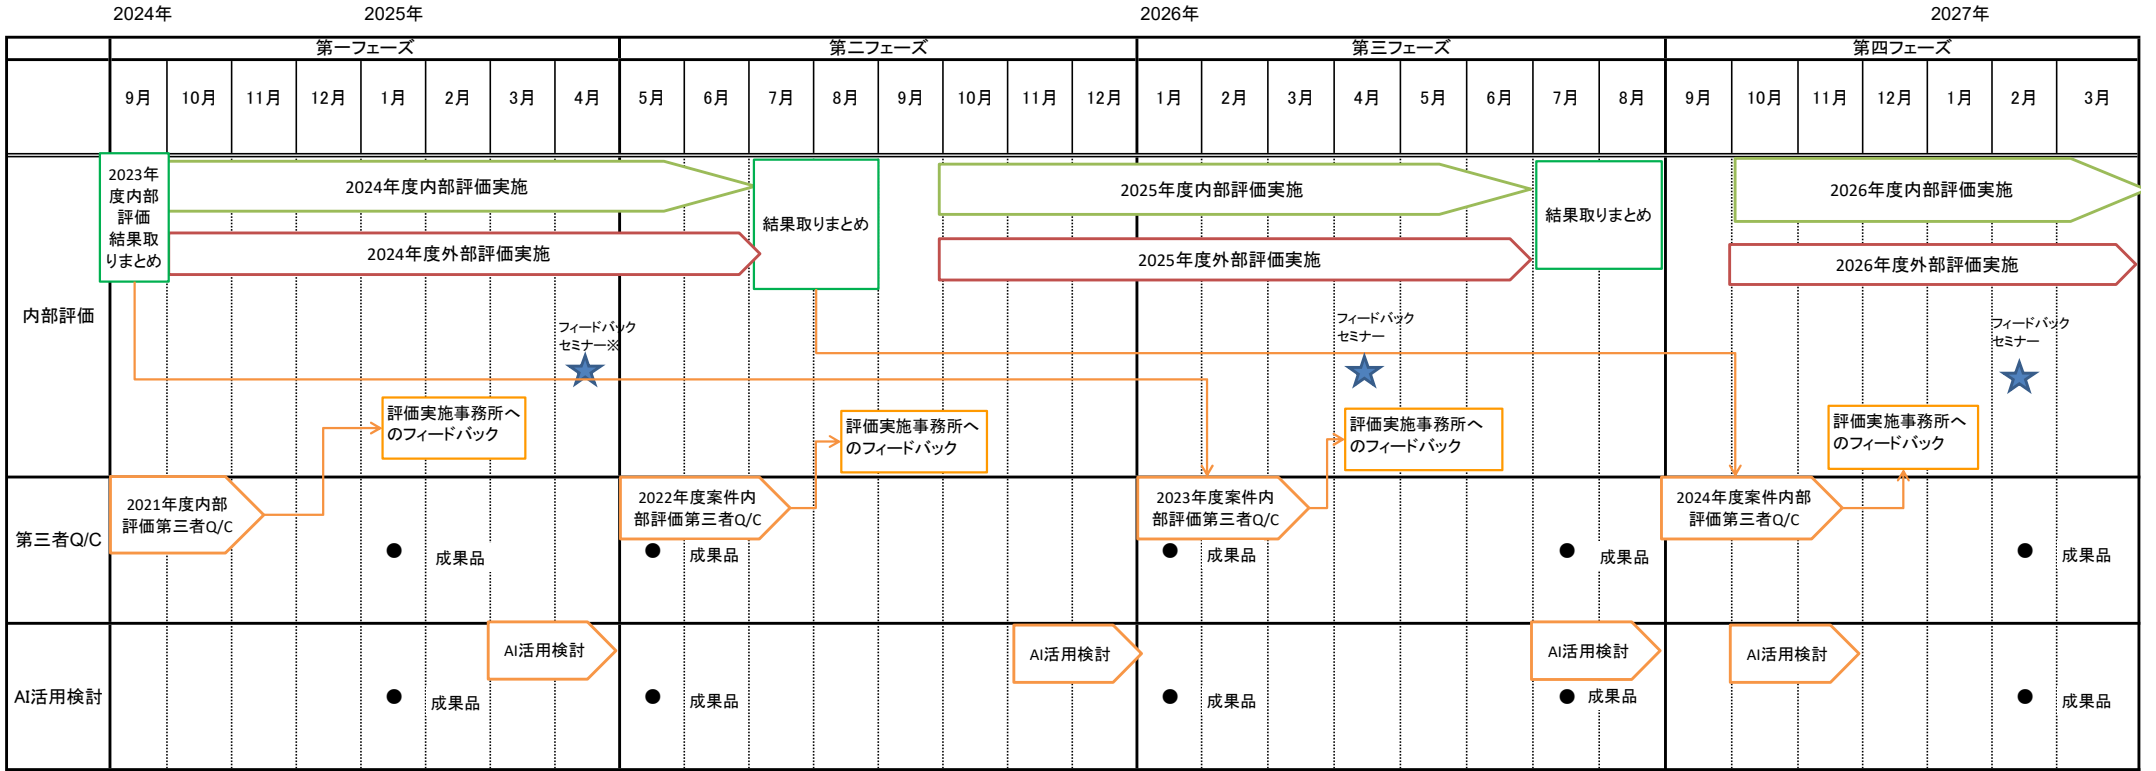 2024年 2025年 2026年 2027年
第一フェーズ 第二フェーズ 第三フェーズ 第四フェーズ
9月 10月 11月 12月 1月 2月 3月 4月 5月 6月 7月 8月 9月 10月 11月 12月 1月 2月 3月 4月 5月 6月 7月 8月 9月 10月 11月 12月 1月 2月 3月
内部評価
2023年
度内部
評価
結果取
りまとめ
2024年度内部評価実施
2024年度外部評価実施
結果取りまとめ
2025年度内部評価実施
2025年度外部評価実施
結果取りまとめ
2026年度内部評価実施
2026年度外部評価実施
フィードバック
セミナー※
フィードバック
セミナー
フィードバック
セミナー
評価実施事務所へ
のフィードバック
評価実施事務所へ
のフィードバック
評価実施事務所へ
のフィードバック
評価実施事務所へ
のフィードバック
第三者Q/C
2021年度内部
評価第三者Q/C
2022年度案件内
部評価第三者Q/C
2023年度案件内
部評価第三者Q/C
2024年度案件内部
評価第三者Q/C
● 成果品 ● 成果品 ● 成果品 ● 成果品 ● 成果品
AI活用検討
AI活用検討 AI活用検討 AI活用検討 AI活用検討
● 成果品 ● 成果品 ● 成果品 ● 成果品 ● 成果品